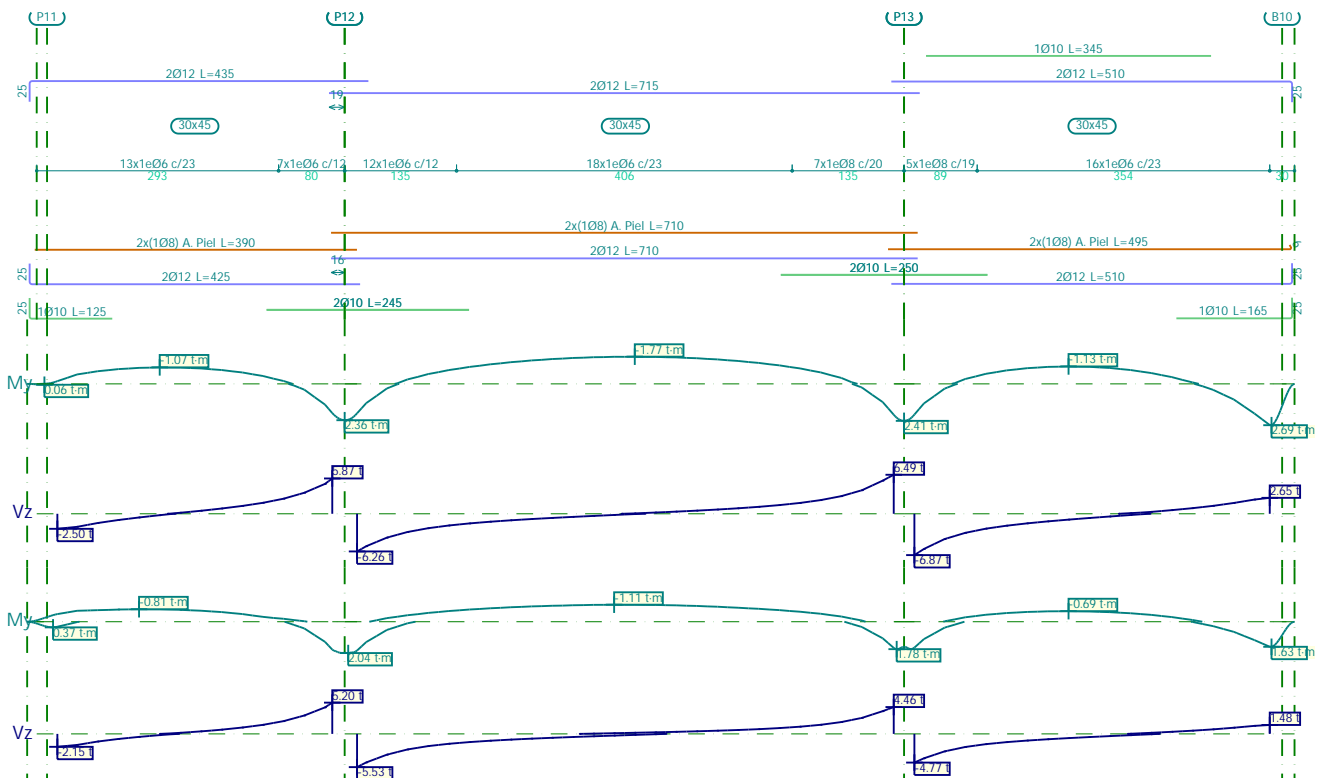 P11 P12 P13 B10
1Ø10 L=345
2Ø12 L=435 2Ø12 L=510
25 2Ø12 L=715 25
19
30x45 30x45 30x45
13x1eØ6 c/23 7x1eØ6 c/12 12x1eØ6 c/12 18x1eØ6 c/23 7x1eØ8 c/20 5x1eØ8 c/19 16x1eØ6 c/23
293 80 135 406 135 89 354 30
2x(1Ø8) A. Piel L=710
2x(1Ø8) A. Piel L=390 2x(1Ø8) A. Piel L=495
2Ø12 L=710
16
25 2Ø12 L=425 2Ø10 L=250 2Ø12 L=510 25
2Ø10 L=245
25 1Ø10 L=125 1Ø10 L=165 25
-1.07 t·m -1.77 t·m -1.13 t·m
My
0.06 t·m 2.36 t·m 2.41 t·m 2.69 t·m
6.49 t
2.65 t
Vz
-2.50 t -6.26 t -6.87 t
-0.81 t·m -1.11 t·m -0.69 t·m
My
0.37 t·m 2.04 t·m 1.78 t·m 1.63 t·m
5.20 t 4.46 t 1.48 t
Vz
-2.15 t -5.53 t -4.77 t